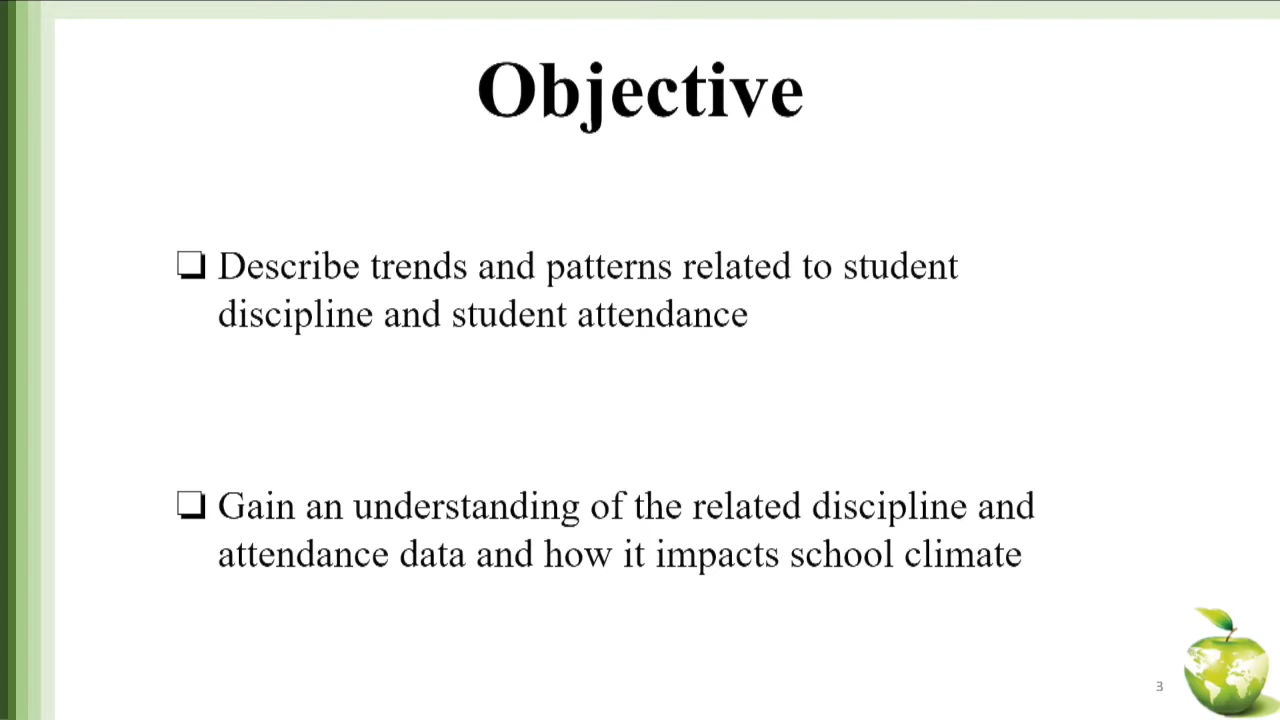 Objective
❑ Describe trends and patterns related to student
discipline and student attendance
❑ Gain an understanding of the related discipline and
attendance data and how it impacts school climate
3